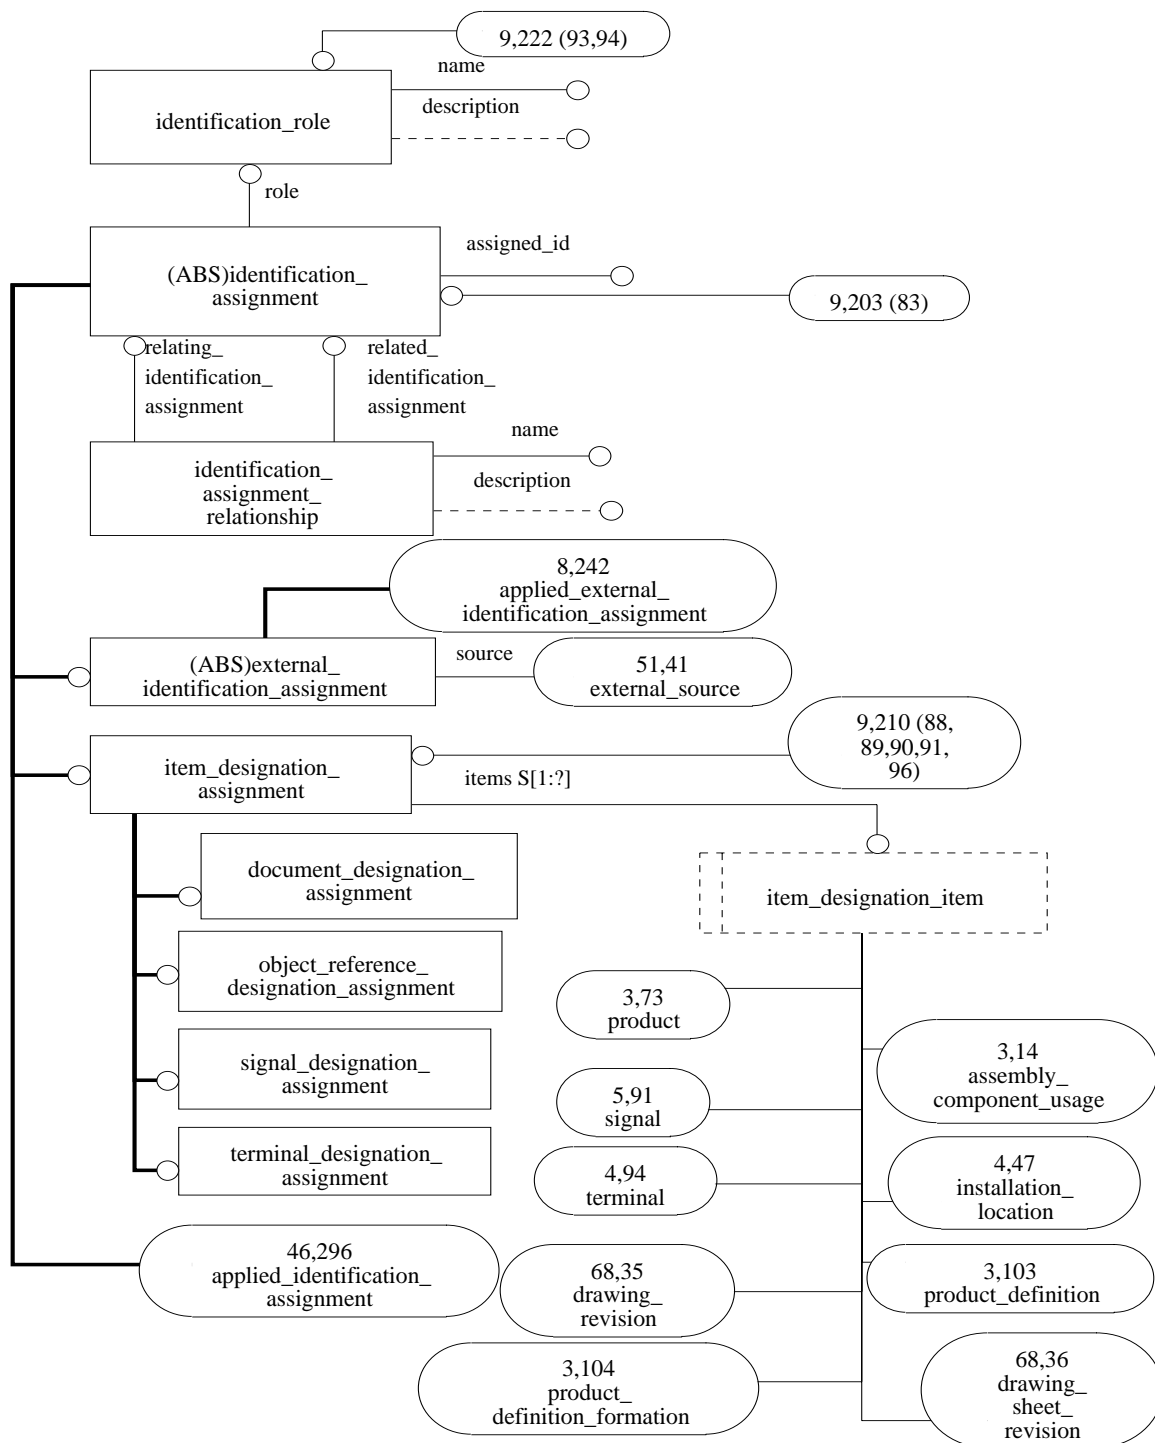 9,222 (93,94)
name
description
identification_role
role
assigned_id
(ABS)identification_
assignment
9,203 (83)
relating_
identification_
assignment
related_
identification_
assignment
name
identification_
assignment_
relationship
description
8,242
applied_external_
identification_assignment
(ABS)external_
identification_assignment
source
51,41
external_source
9,210 (88,
89,90,91,
96)
item_designation_
assignment
items S[1:?]
document_designation_
assignment
item_designation_item
object_reference_
designation_assignment
3,73
product
signal_designation_
assignment
3,14
assembly_
component_usage
5,91
signal
terminal_designation_
assignment
4,94
terminal
4,47
installation_
location
46,296
applied_identification_
assignment
68,35
drawing_
revision
3,103
product_definition
3,104
product_
definition_formation
68,36
drawing_
sheet_
revision